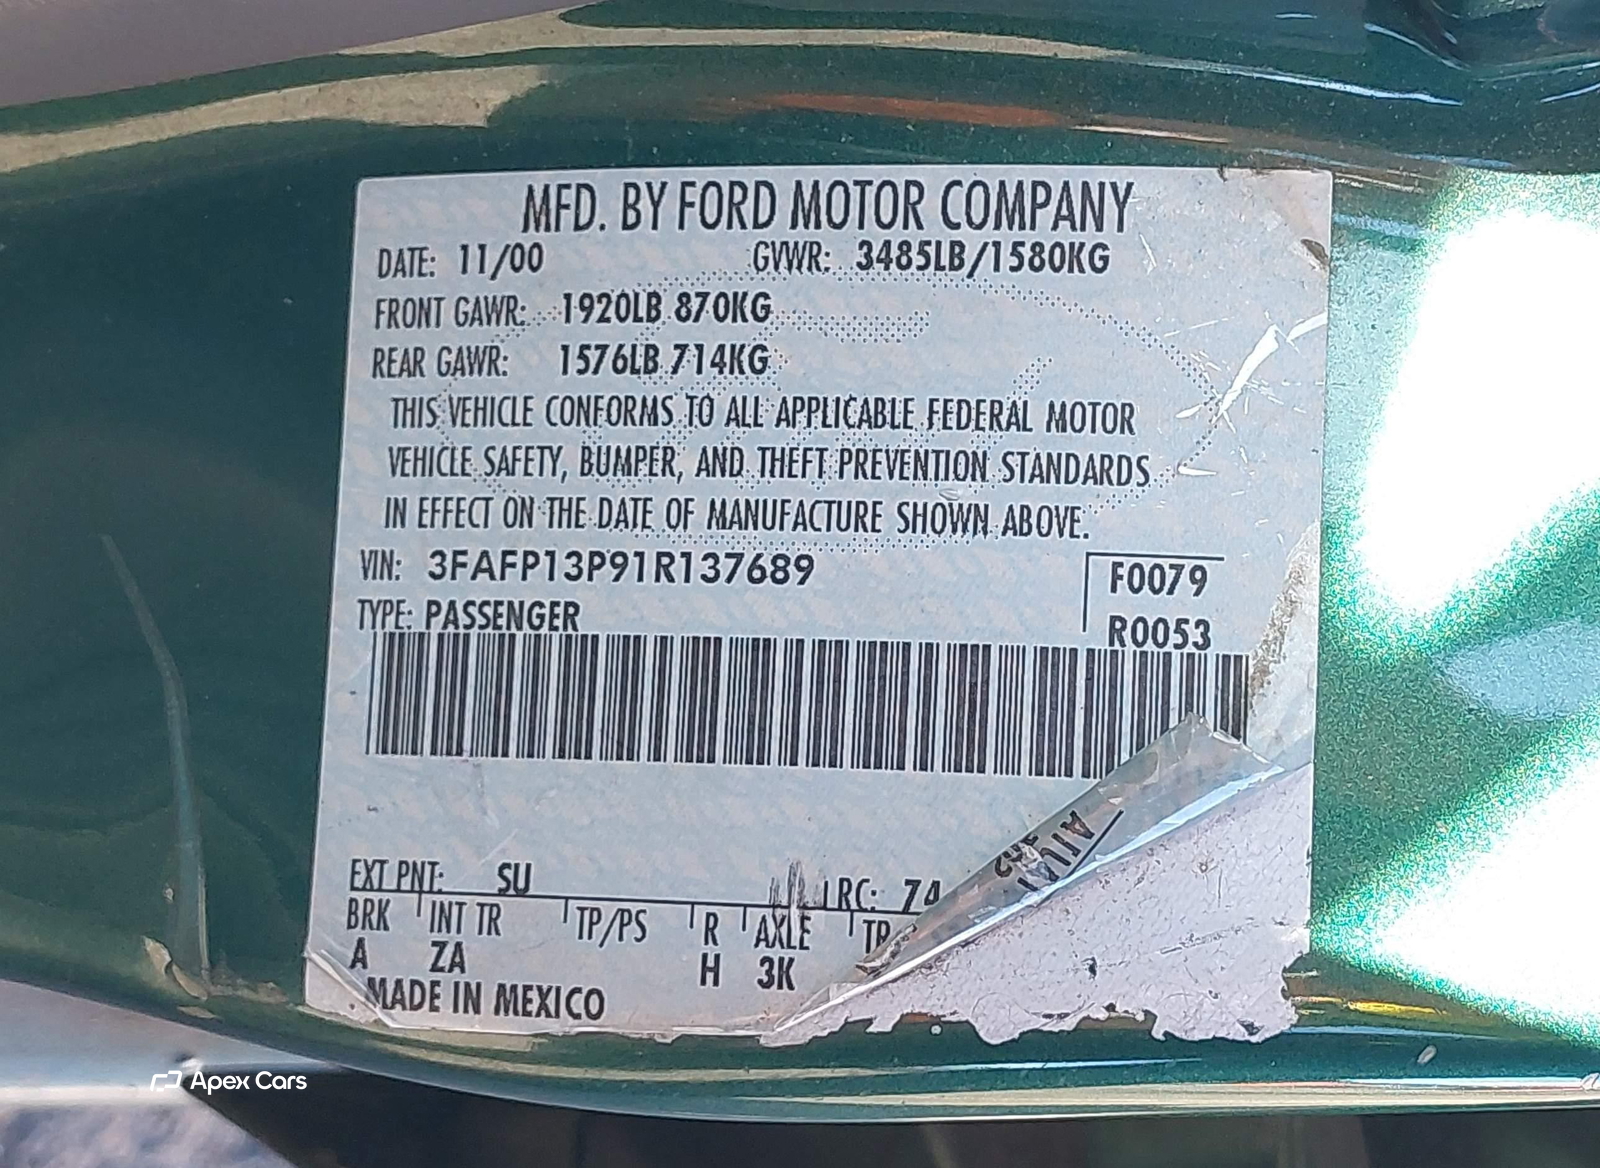 MFD. BY FORD MOTOR COMPANY
DATE: 11/00 GVWR: 3485LB/1580KG
FRONT GAWR: 1920LB 870KG
REAR GAWR: 1576LB 714KG
THIS VEHICLE CONFORMS TO ALL APPLICABLE FEDERAL MOTOR
VEHICLE SAFETY, BUMPER, AND THEFT PREVENTION STANDARDS
IN EFFECT ON THE DATE OF MANUFACTURE SHOWN ABOVE.
VIN: 3FAFP13P91R137689 F0079
TYPE: PASSENGER R0053
EXT PNT: SU RC: 74
BRK INT TR TP/PS R AXLE TR
A ZA H 3K
MADE IN MEXICO
Apex Cars